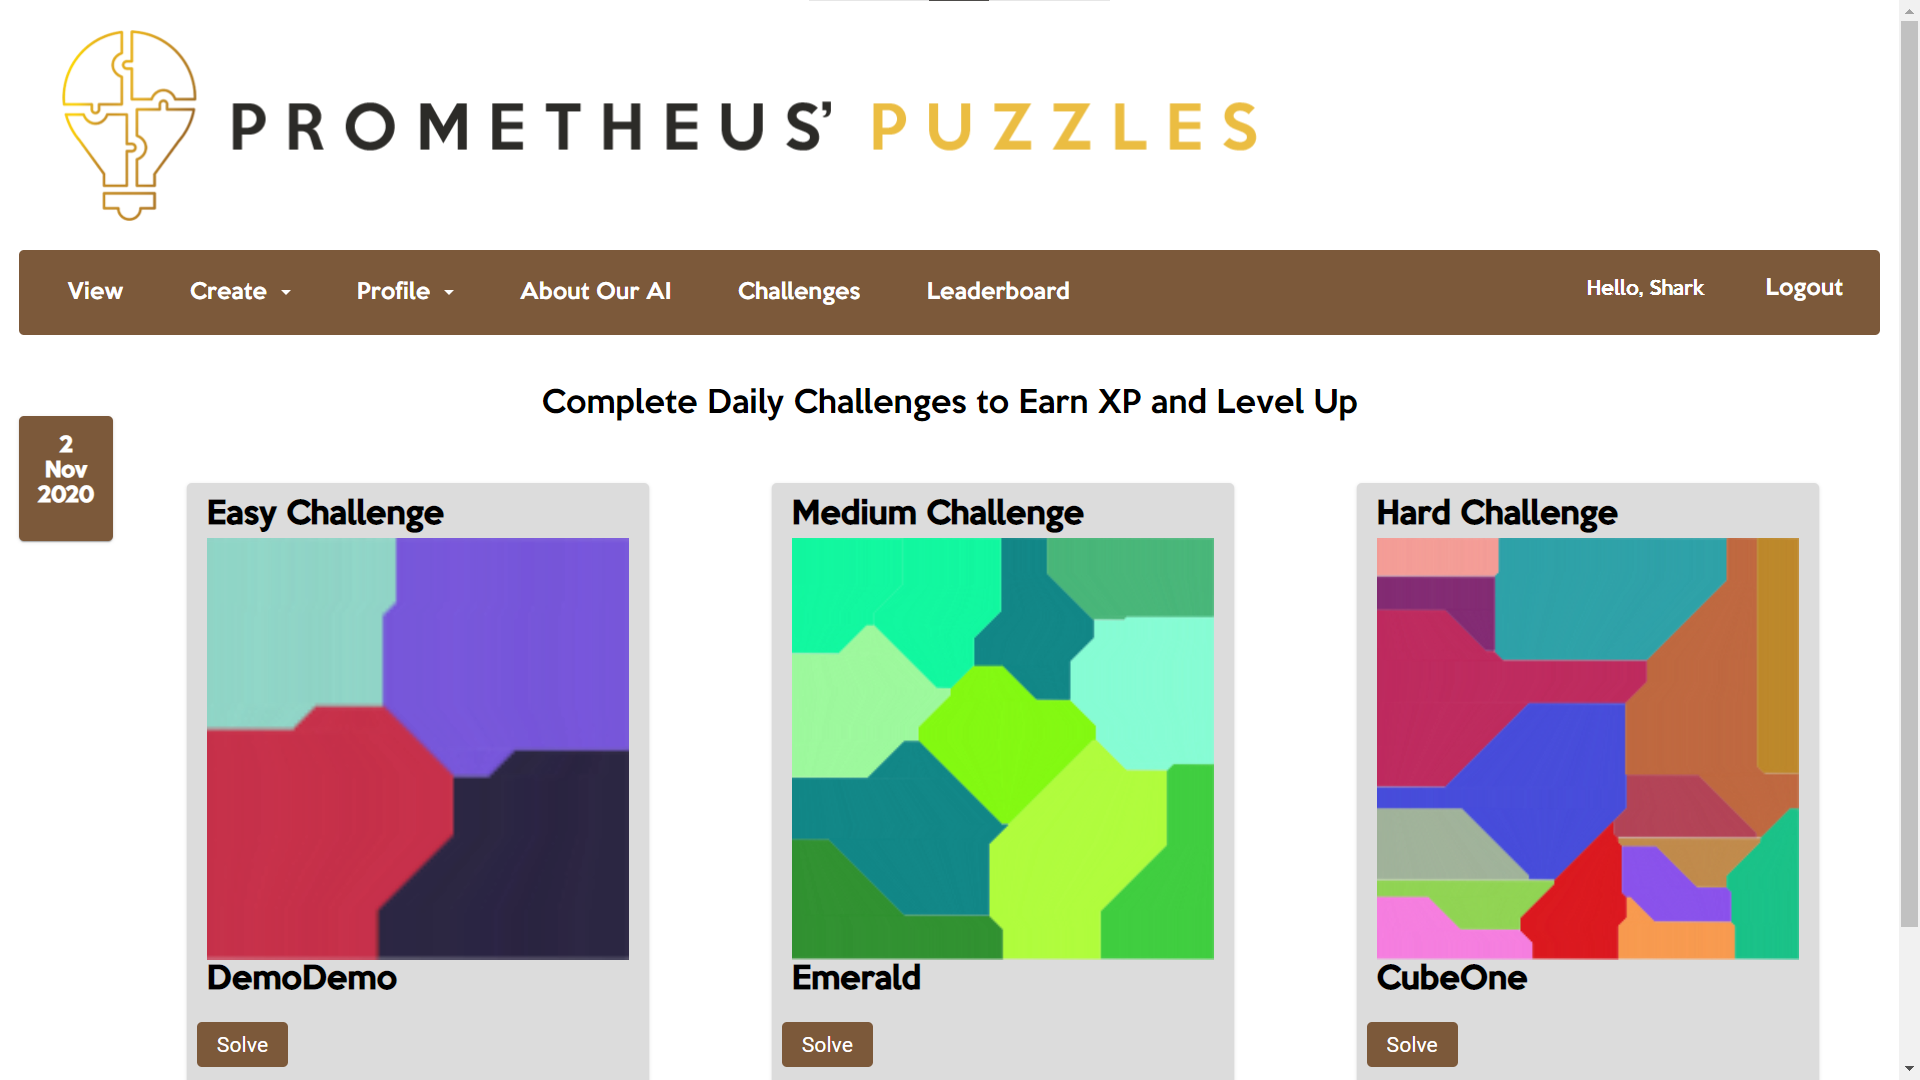 PROMETHEUS’ PUZZLES
View Create Profile About Our AI Challenges Leaderboard Hello, Shark Logout
Complete Daily Challenges to Earn XP and Level Up
2
Nov
2020
Easy Challenge
DemoDemo
Solve
Medium Challenge
Emerald
Solve
Hard Challenge
CubeOne
Solve